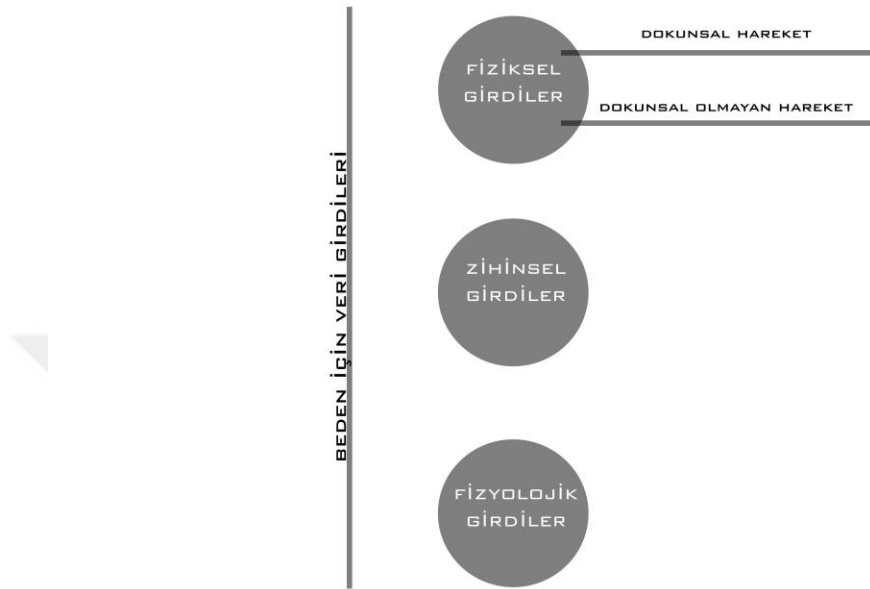 BEDEN İÇİN VERİ GİRDİLERİ
FİZİKSEL
GİRDİLER
DOKUNSAL HAREKET
DOKUNSAL OLMAYAN HAREKET
ZİHİNSEL
GİRDİLER
FİZYOLOJİK
GİRDİLER